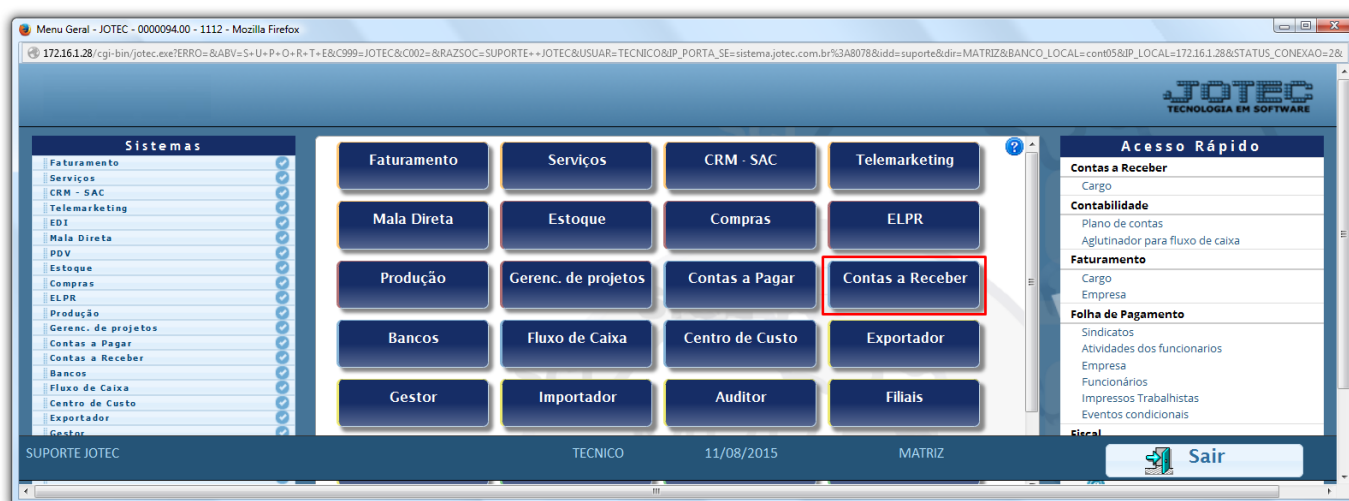 Menu Geral - JOTEC - 0000094.00 - 1112 - Mozilla Firefox
172.16.1.28/cgi-bin/jotec.exe?ERRO=&ABV=S+U+P+O+R+T+E&C999=JOTEC&C002=&RAZSOC=SUPORTE++JOTEC&USUAR=TECNICO&IP_PORTA_SE=sistema.jotec.com.br%3A8078&idd=suporte&dir=MATRIZ&BANCO_LOCAL=cont05&IP_LOCAL=172.16.1.28&STATUS_CONEXAO=2&
JOTEC
TECNOLOGIA EM SOFTWARE
Sistemas
Faturamento
Serviços
CRM - SAC
Telemarketing
EDI
Mala Direta
PDV
Estoque
Compras
ELPR
Produção
Gerenc. de projetos
Contas a Pagar
Contas a Receber
Bancos
Fluxo de Caixa
Centro de Custo
Exportador
Gestor
Faturamento Serviços CRM - SAC Telemarketing
Mala Direta Estoque Compras ELPR
Produção Gerenc. de projetos Contas a Pagar Contas a Receber
Bancos Fluxo de Caixa Centro de Custo Exportador
Gestor Importador Auditor Filiais
?
Acesso Rápido
Contas a Receber
Cargo
Contabilidade
Plano de contas
Aglutinador para fluxo de caixa
Faturamento
Cargo
Empresa
Folha de Pagamento
Sindicatos
Atividades dos funcionarios
Empresa
Funcionários
Impressos Trabalhistas
Eventos condicionais
Fiscal
SUPORTE JOTEC TECNICO 11/08/2015 MATRIZ
Sair